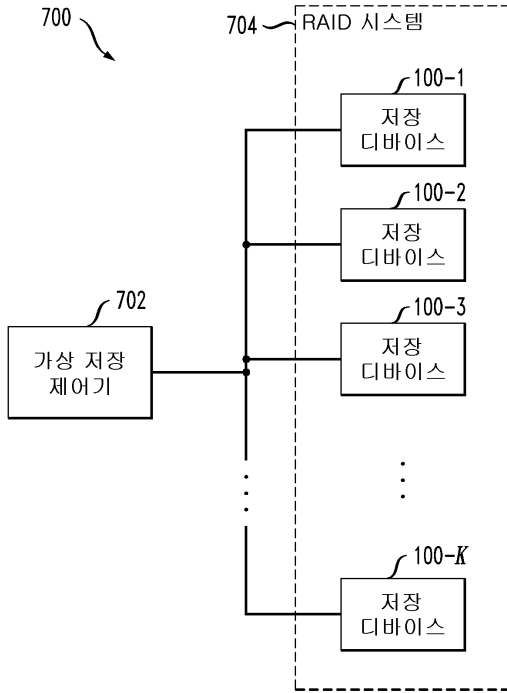 700
704
RAID 시스템
100-1
저장
디바이스
100-2
저장
디바이스
702
100-3
가상 저장
제어기
저장
디바이스
100-K
저장
디바이스